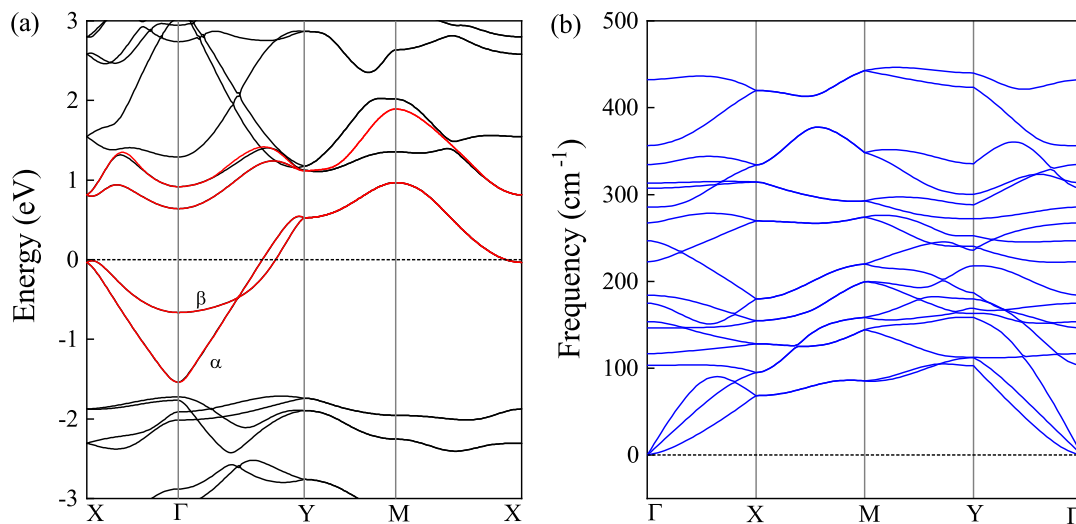 (a)
Energy (eV)
3
2
1
0
-1
-2
-3
β
α
X Γ Y M X
(b)
Frequency (cm⁻¹)
500
400
300
200
100
0
Γ X M Y Γ